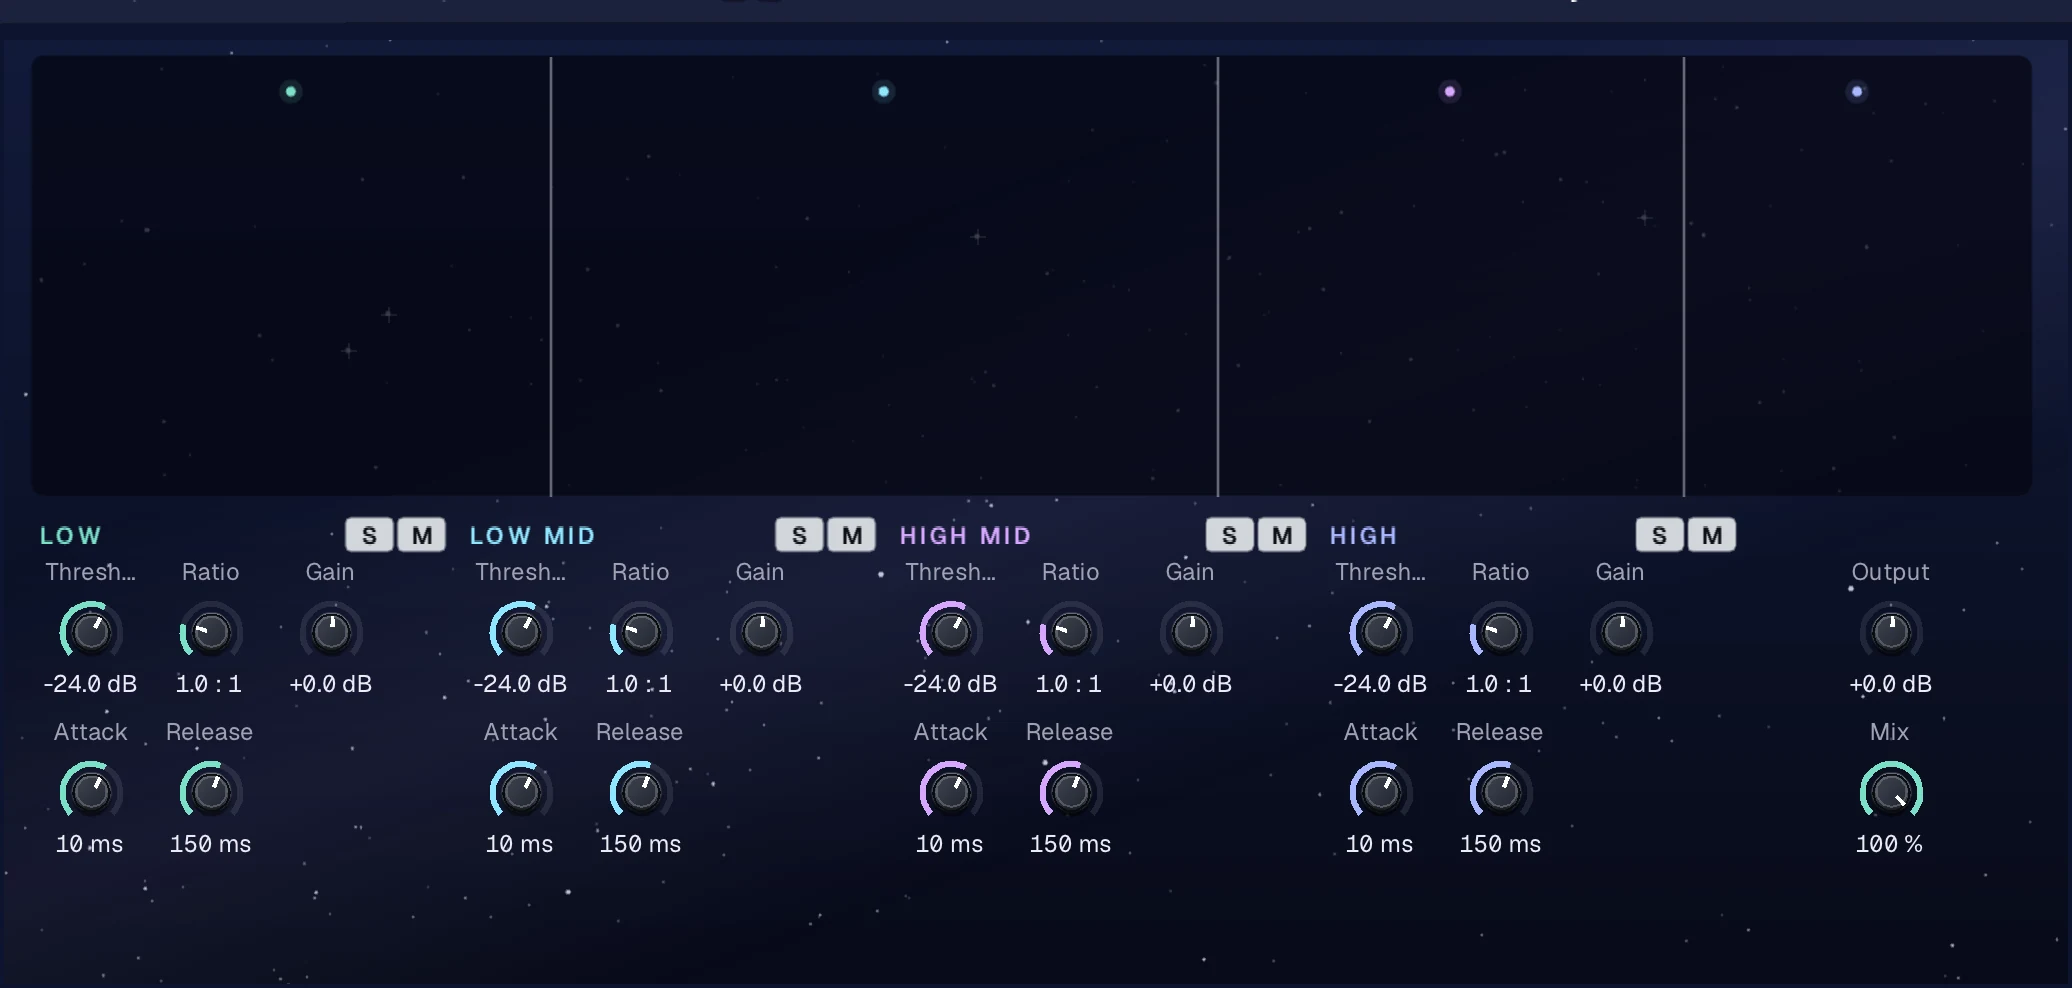 LOW S M LOW MID S M HIGH MID S M HIGH S M
Thresh... Ratio Gain Thresh... Ratio Gain Thresh... Ratio Gain Thresh... Ratio Gain Output
-24.0 dB 1.0 : 1 +0.0 dB -24.0 dB 1.0 : 1 +0.0 dB -24.0 dB 1.0 : 1 +0.0 dB -24.0 dB 1.0 : 1 +0.0 dB +0.0 dB
Attack Release Attack Release Attack Release Attack Release Mix
10 ms 150 ms 10 ms 150 ms 10 ms 150 ms 10 ms 150 ms 100 %